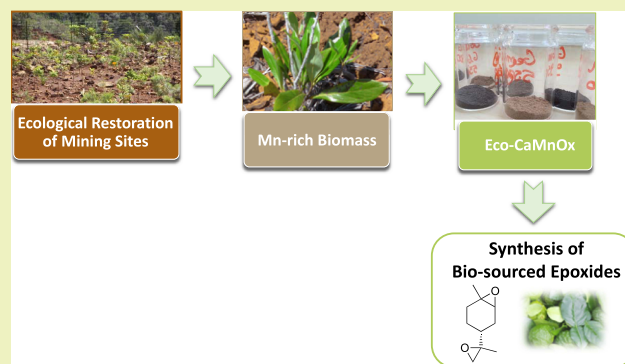 Ecological Restoration
of Mining Sites
Mn-rich Biomass
Eco-CaMnOx
Synthesis of
Bio-sourced Epoxides
O
O